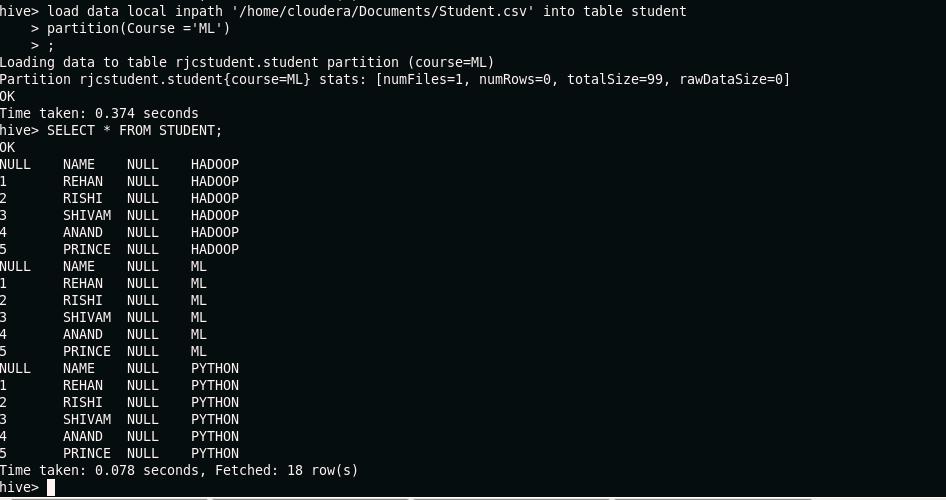 hive> load data local inpath '/home/cloudera/Documents/Student.csv' into table student
    > partition(Course ='ML')
    > ;
Loading data to table rjcstudent.student partition (course=ML)
Partition rjcstudent.student{course=ML} stats: [numFiles=1, numRows=0, totalSize=99, rawDataSize=0]
OK
Time taken: 0.374 seconds
hive> SELECT * FROM STUDENT;
OK
NULL    NAME    NULL    HADOOP
1       REHAN   NULL    HADOOP
2       RISHI   NULL    HADOOP
3       SHIVAM  NULL    HADOOP
4       ANAND   NULL    HADOOP
5       PRINCE  NULL    HADOOP
NULL    NAME    NULL    ML
1       REHAN   NULL    ML
2       RISHI   NULL    ML
3       SHIVAM  NULL    ML
4       ANAND   NULL    ML
5       PRINCE  NULL    ML
NULL    NAME    NULL    PYTHON
1       REHAN   NULL    PYTHON
2       RISHI   NULL    PYTHON
3       SHIVAM  NULL    PYTHON
4       ANAND   NULL    PYTHON
5       PRINCE  NULL    PYTHON
Time taken: 0.078 seconds, Fetched: 18 row(s)
hive>